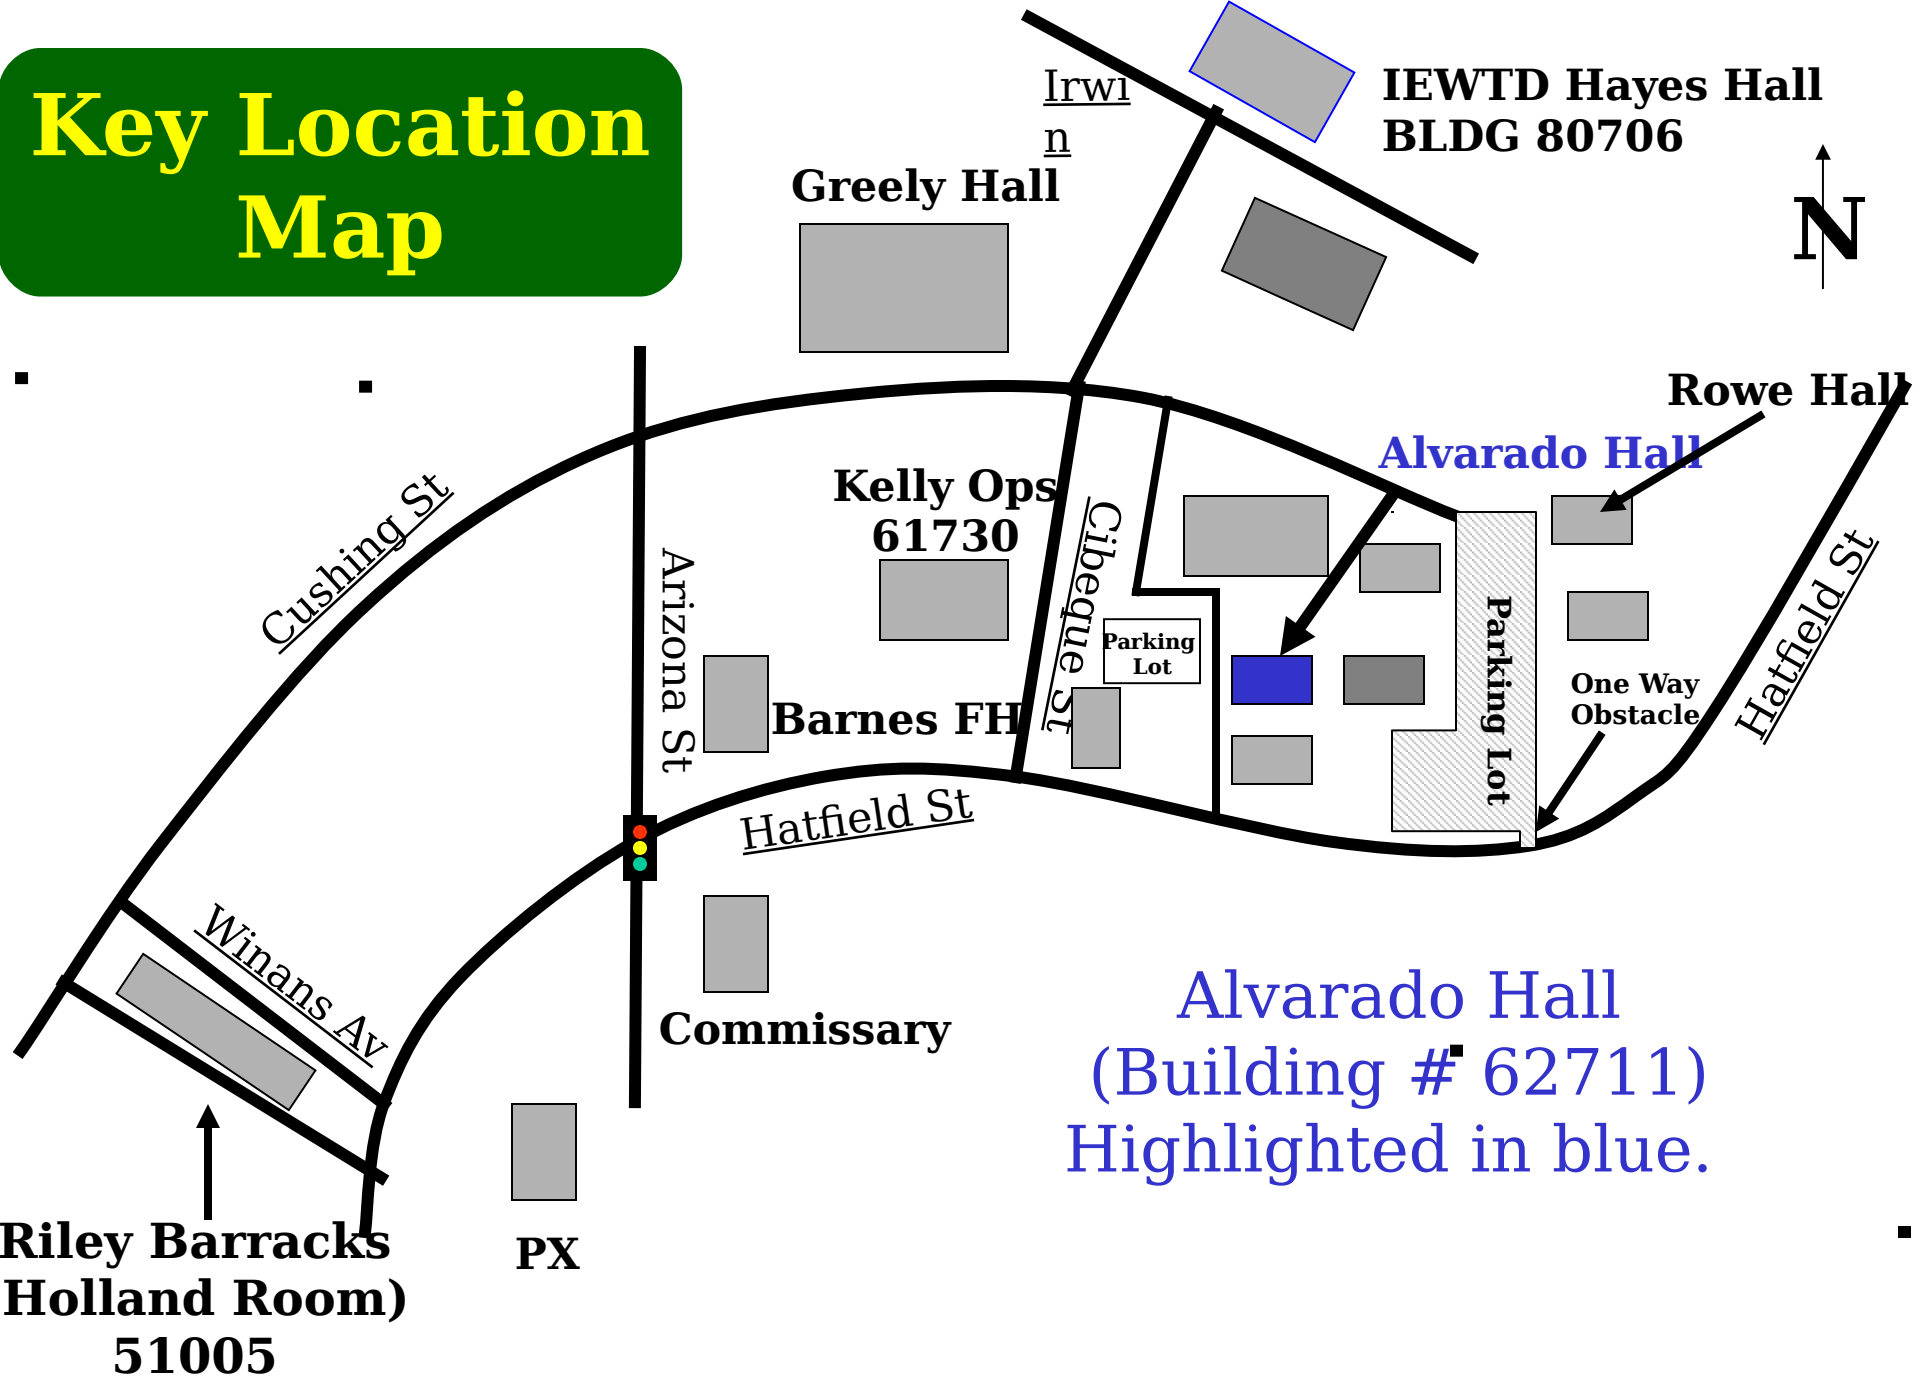 Key Location
Map
Irwi
n
IEWTD Hayes Hall
BLDG 80706
Greely Hall
N
Rowe Hall
Alvarado Hall
Kelly Ops
61730
Cushing St
Arizona St
Cibeque St
Parking
Lot
Parking Lot
One Way
Obstacle
Hatfield St
Barnes FH
Hatfield St
Winans Av
Commissary
Alvarado Hall
(Building # 62711)
Highlighted in blue.
PX
Riley Barracks
Holland Room)
51005